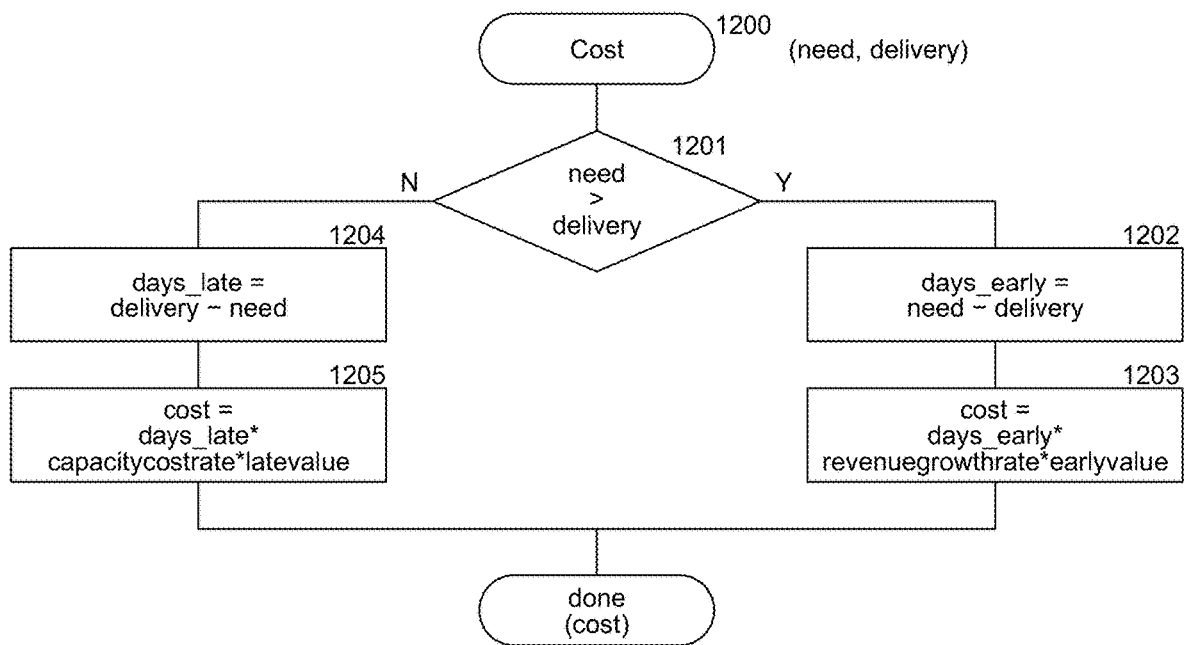 Cost
1200
(need, delivery)
1201
need
>
delivery
N
Y
1204
days_late =
delivery – need
1202
days_early =
need – delivery
1205
cost =
days_late*
capacitycostrate*latevalue
1203
cost =
days_early*
revenuegrowthrate*earlyvalue
done
(cost)